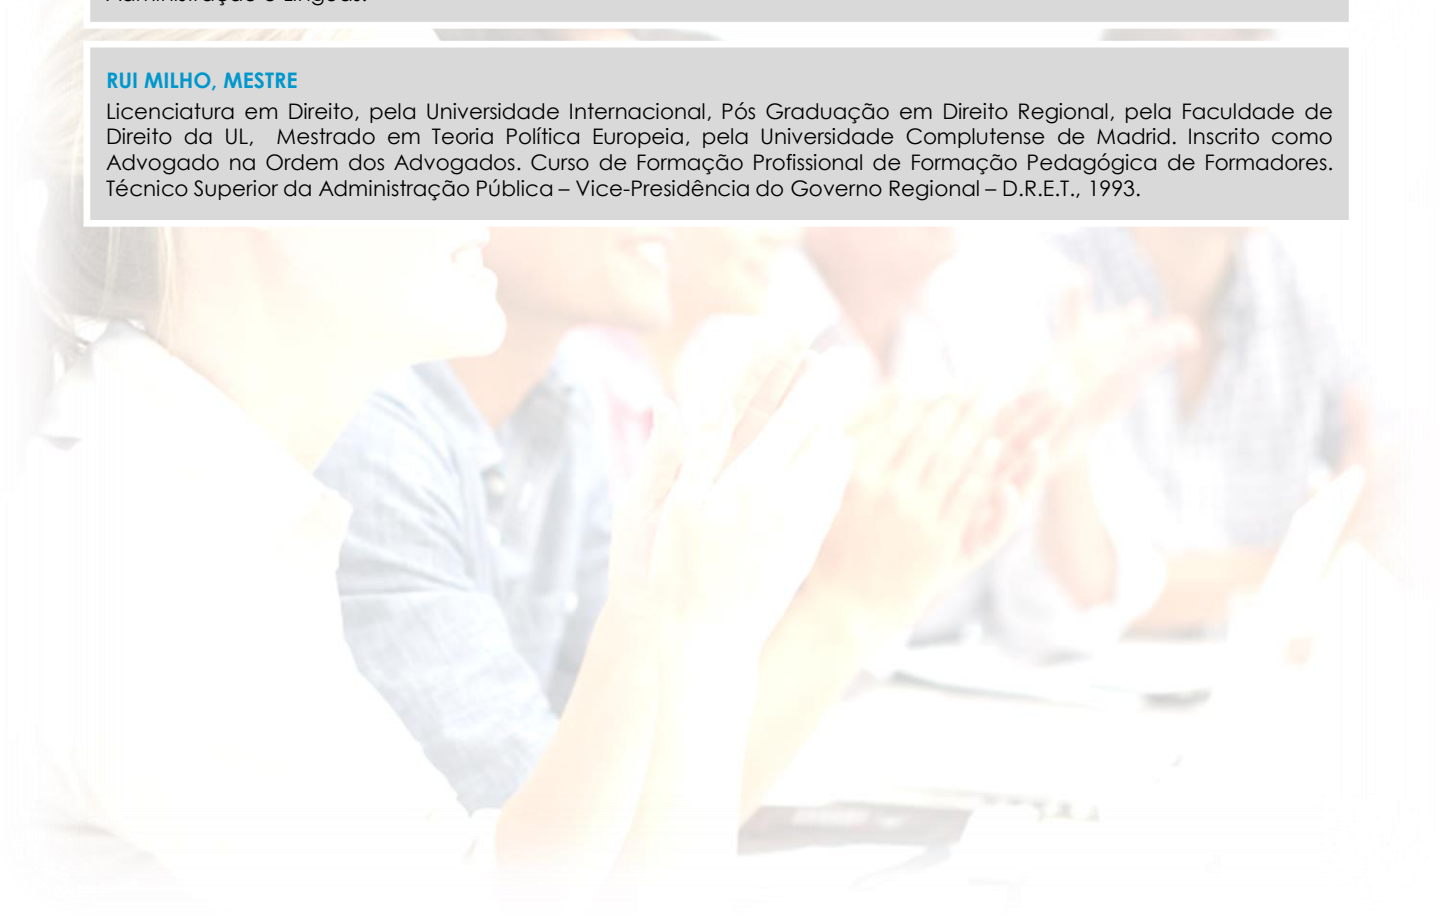 Administração e Línguas.
RUI MILHO, MESTRE
Licenciatura em Direito, pela Universidade Internacional, Pós Graduação em Direito Regional, pela Faculdade de
Direito da UL, Mestrado em Teoria Política Europeia, pela Universidade Complutense de Madrid. Inscrito como
Advogado na Ordem dos Advogados. Curso de Formação Profissional de Formação Pedagógica de Formadores.
Técnico Superior da Administração Pública – Vice-Presidência do Governo Regional – D.R.E.T., 1993.